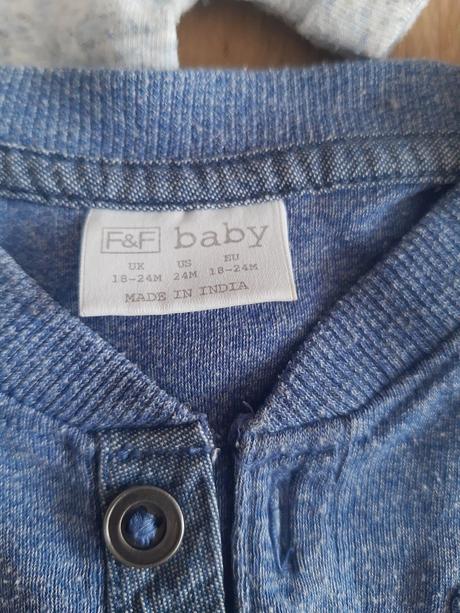 F&F baby
UK US EU
18-24M 24M 18-24M
MADE IN INDIA